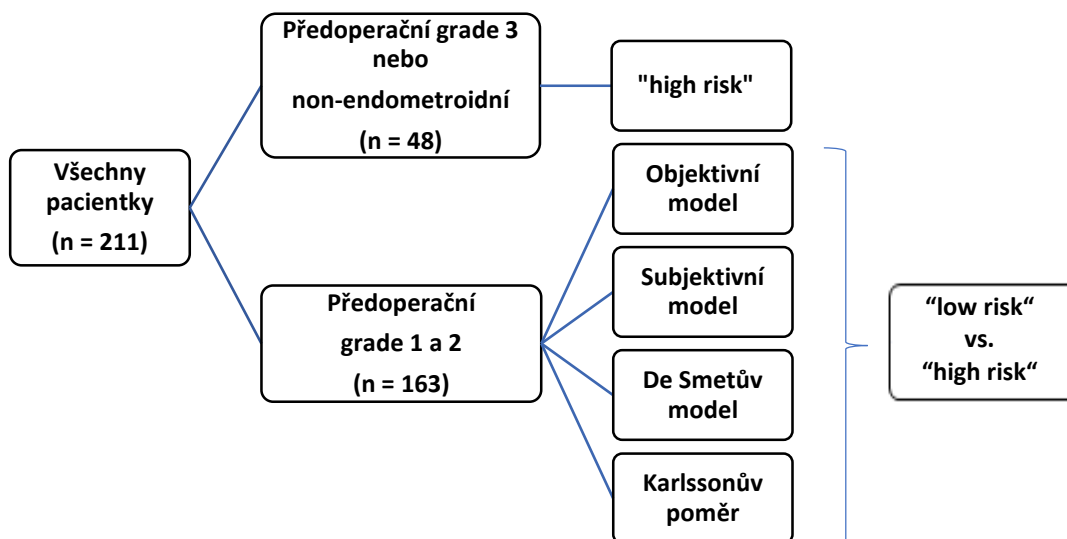 Všechny
pacientky
(n = 211)
Předoperační grade 3
nebo
non-endometroidní
(n = 48)
"high risk"
Předoperační
grade 1 a 2
(n = 163)
Objektivní
model
Subjektivní
model
De Smetův
model
Karlssonův
poměr
“low risk“
vs.
“high risk“